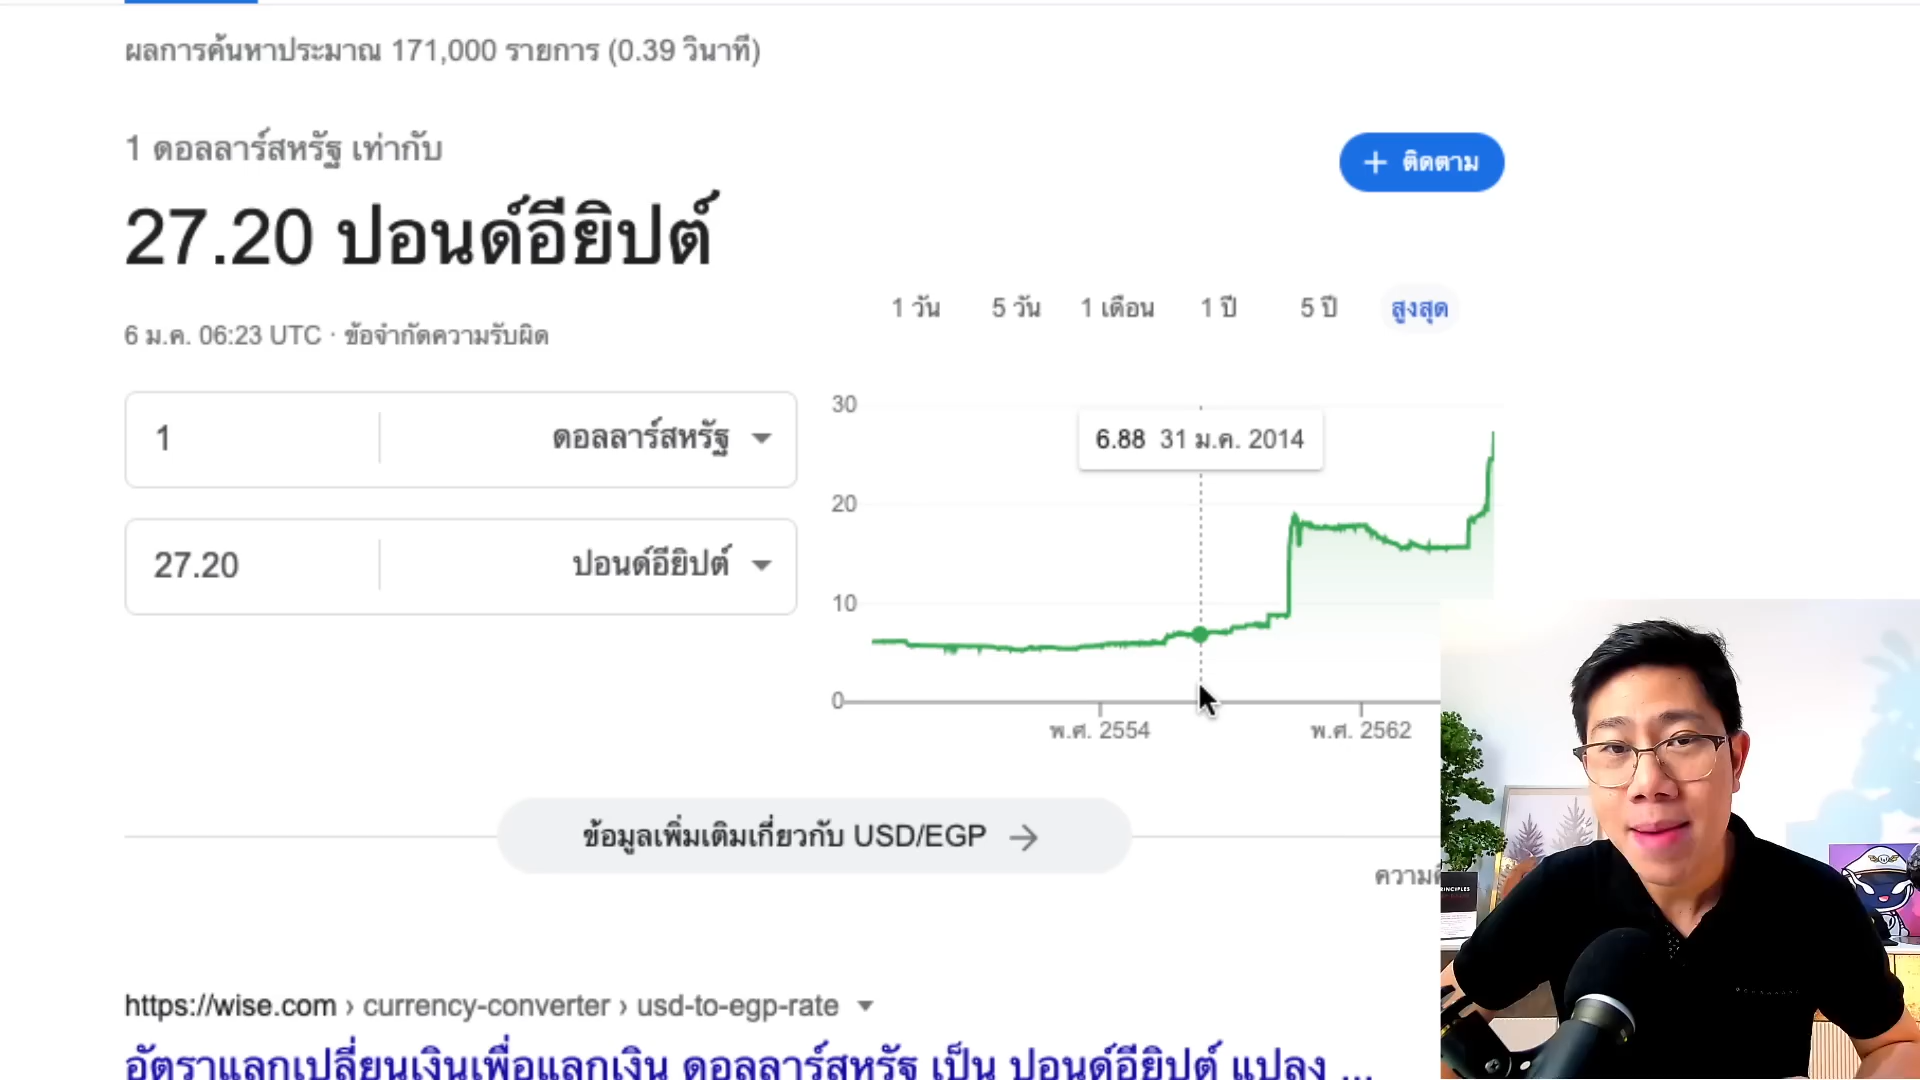 ผลการค้นหาประมาณ 171,000 รายการ (0.39 วินาที)
1 ดอลลาร์สหรัฐ เท่ากับ
27.20 ปอนด์อียิปต์
6 ม.ค. 06:23 UTC · ข้อจำกัดความรับผิด
+ ติดตาม
1 วัน 5 วัน 1 เดือน 1 ปี 5 ปี สูงสุด
1 ดอลลาร์สหรัฐ
27.20 ปอนด์อียิปต์
30
6.88 31 ม.ค. 2014
20
10
0
พ.ศ. 2554 พ.ศ. 2562
ข้อมูลเพิ่มเติมเกี่ยวกับ USD/EGP →
https://wise.com › currency-converter › usd-to-egp-rate
อัตราแลกเปลี่ยนเงินเพื่อแลกเงิน ดอลลาร์สหรัฐ เป็น ปอนด์อียิปต์ แปลง ...